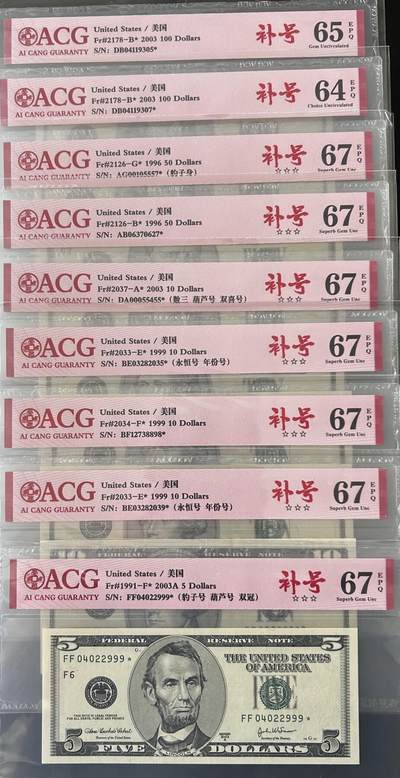 ACG
AI CANG GUARANTY
United States / 美国
Fr#2178-B* 2003 100 Dollars
S/N: DB04119305*
补号
65 EPQ
Gem Uncirculated
ACG
AI CANG GUARANTY
United States / 美国
Fr#2178-B* 2003 100 Dollars
S/N: DB04119307*
补号
64 EPQ
Choice Uncirculated
ACG
AI CANG GUARANTY
United States / 美国
Fr#2126-G* 1996 50 Dollars
S/N: AG00105557* (豹子身)
补号
☆☆☆
67 EPQ
Superb Gem Unc
ACG
AI CANG GUARANTY
United States / 美国
Fr#2126-B* 1996 50 Dollars
S/N: AB06370627*
补号
☆☆☆
67 EPQ
Superb Gem Unc
ACG
AI CANG GUARANTY
United States / 美国
Fr#2037-A* 2003 10 Dollars
S/N: DA00055455* (散三 葫芦号 双喜号)
补号
☆☆☆
67 EPQ
Superb Gem Unc
ACG
AI CANG GUARANTY
United States / 美国
Fr#2033-E* 1999 10 Dollars
S/N: BE03282035* (永恒号 年份号)
补号
☆☆☆
67 EPQ
Superb Gem Unc
ACG
AI CANG GUARANTY
United States / 美国
Fr#2034-F* 1999 10 Dollars
S/N: BF12738898*
补号
☆☆☆
67 EPQ
Superb Gem Unc
ACG
AI CANG GUARANTY
United States / 美国
Fr#2033-E* 1999 10 Dollars
S/N: BE03282039* (永恒号 年份号)
补号
☆☆☆
67 EPQ
Superb Gem Unc
ACG
AI CANG GUARANTY
United States / 美国
Fr#1991-F* 2003A 5 Dollars
S/N: FF04022999* (豹子号 葫芦号 双冠)
补号
☆☆☆
67 EPQ
Superb Gem Unc
5 FEDERAL RESERVE NOTE 5
FF 04022999 *
F6
THE UNITED STATES
OF AMERICA
FF 04022999 *
5 FIVE DOLLARS 5